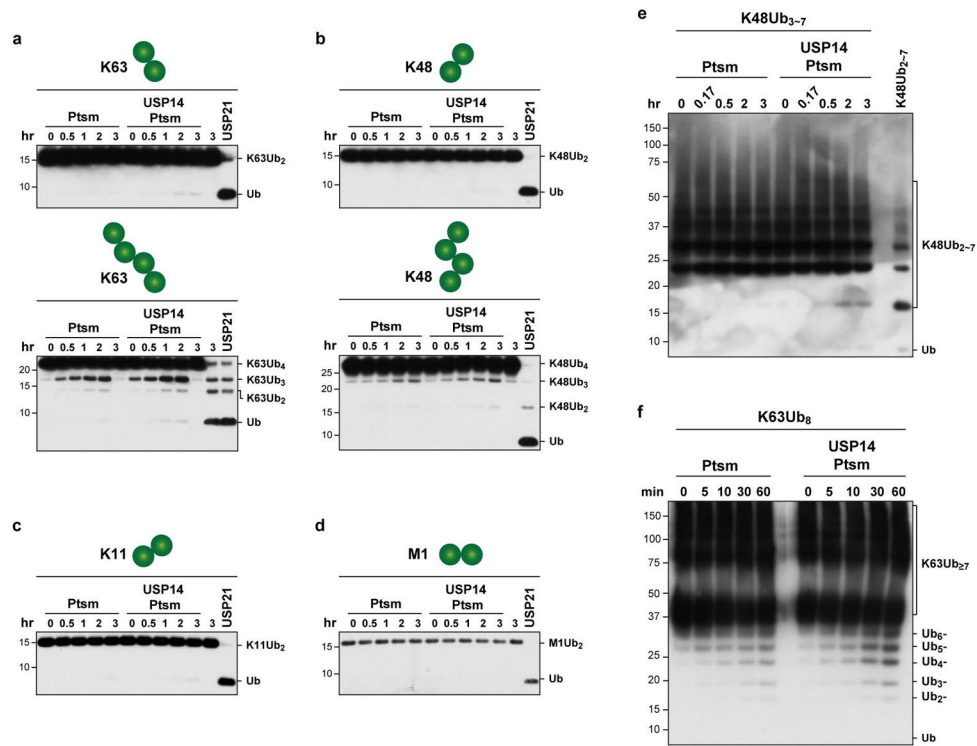 a
K63
Ptsm
USP14
Ptsm
USP21
hr 0 0.5 1 2 3 0 0.5 1 2 3 3
15
10
K63Ub2
Ub
K63
Ptsm
USP14
Ptsm
USP21
hr 0 0.5 1 2 3 0 0.5 1 2 3 3
20
15
10
K63Ub4
K63Ub3
K63Ub2
Ub
b
K48
Ptsm
USP14
Ptsm
USP21
hr 0 0.5 1 2 3 0 0.5 1 2 3 3
15
10
K48Ub2
Ub
K48
Ptsm
USP14
Ptsm
USP21
hr 0 0.5 1 2 3 0 0.5 1 2 3 3
25
20
15
10
K48Ub4
K48Ub3
K48Ub2
Ub
c
K11
Ptsm
USP14
Ptsm
USP21
hr 0 0.5 1 2 3 0 0.5 1 2 3 3
15
10
K11Ub2
Ub
d
M1
Ptsm
USP14
Ptsm
USP21
hr 0 0.5 1 2 3 0 0.5 1 2 3 3
15
10
M1Ub2
Ub
e
K48Ub3~7
Ptsm
USP14
Ptsm
K48Ub2~7
hr 0 0.17 0.5 2 3 0 0.17 0.5 2 3
150
100
75
50
37
25
20
15
10
K48Ub2~7
Ub
f
K63Ub8
Ptsm
USP14
Ptsm
min 0 5 10 30 60 0 5 10 30 60
150
100
75
50
37
25
20
15
10
K63Ub≥7
Ub6-
Ub5-
Ub4-
Ub3-
Ub2-
Ub